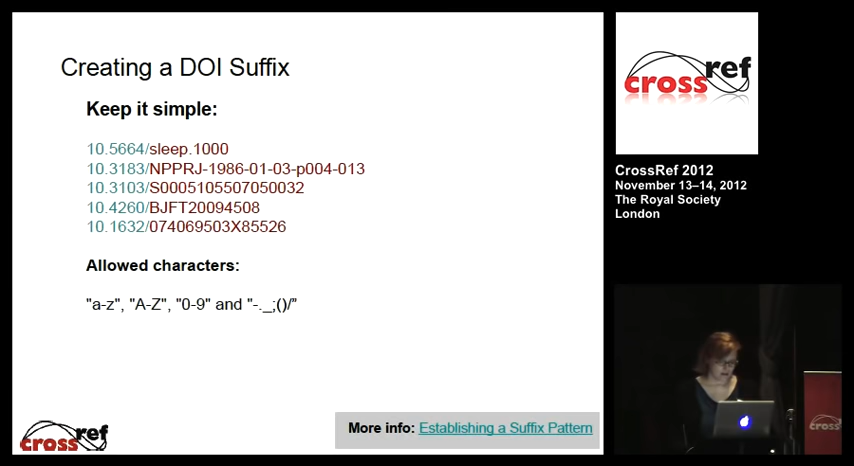 Creating a DOI Suffix
Keep it simple:
10.5664/sleep.1000
10.3183/NPPRJ-1986-01-03-p004-013
10.3103/S0005105507050032
10.4260/BJFT20094508
10.1632/074069503X85526
Allowed characters:
"a-z", "A-Z", "0-9" and "-._;()/"
More info: Establishing a Suffix Pattern
crossref
crossref
CrossRef 2012
November 13–14, 2012
The Royal Society
London
crossref